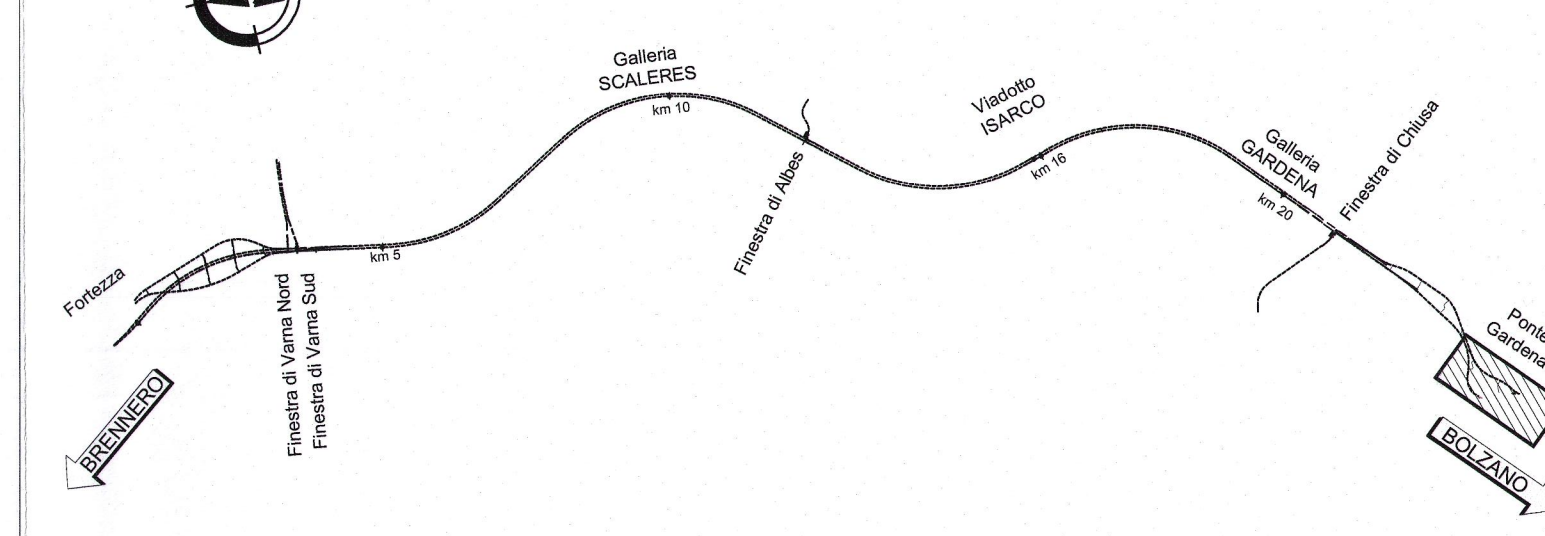 Galleria
SCALERES
km 10
Viadotto
ISARCO
km 16
Galleria
GARDENA
km 20
Finestra di Chiusa
Finestra di Albes
km 5
Fortezza
Finestra di Varna Nord
Finestra di Varna Sud
Ponte
Gardena
BRENNERO
BOLZANO